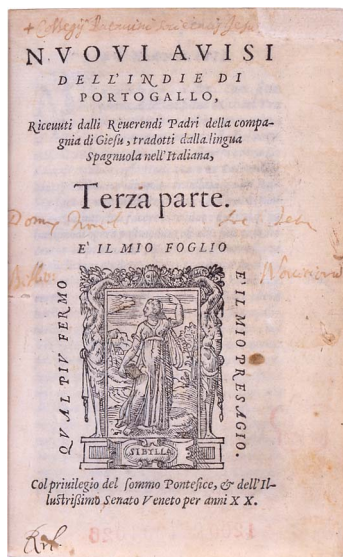 NVOVI AVISI
DELL'INDIE DI
PORTOGALLO,
Riceuuti dalli Reuerendi Padri della compa-
gnia di Giesu, tradotti dalla lingua
Spagnuola nell'Italiana,
Terza parte.
E' IL MIO FOGLIO
QVAL PIV FERMO
E' IL MIO PRESAGIO.
SIBYLLA
Col priuilegio del sommo Pontefice, & dell'Il-
lustrißimo Senato Veneto per anni XX.